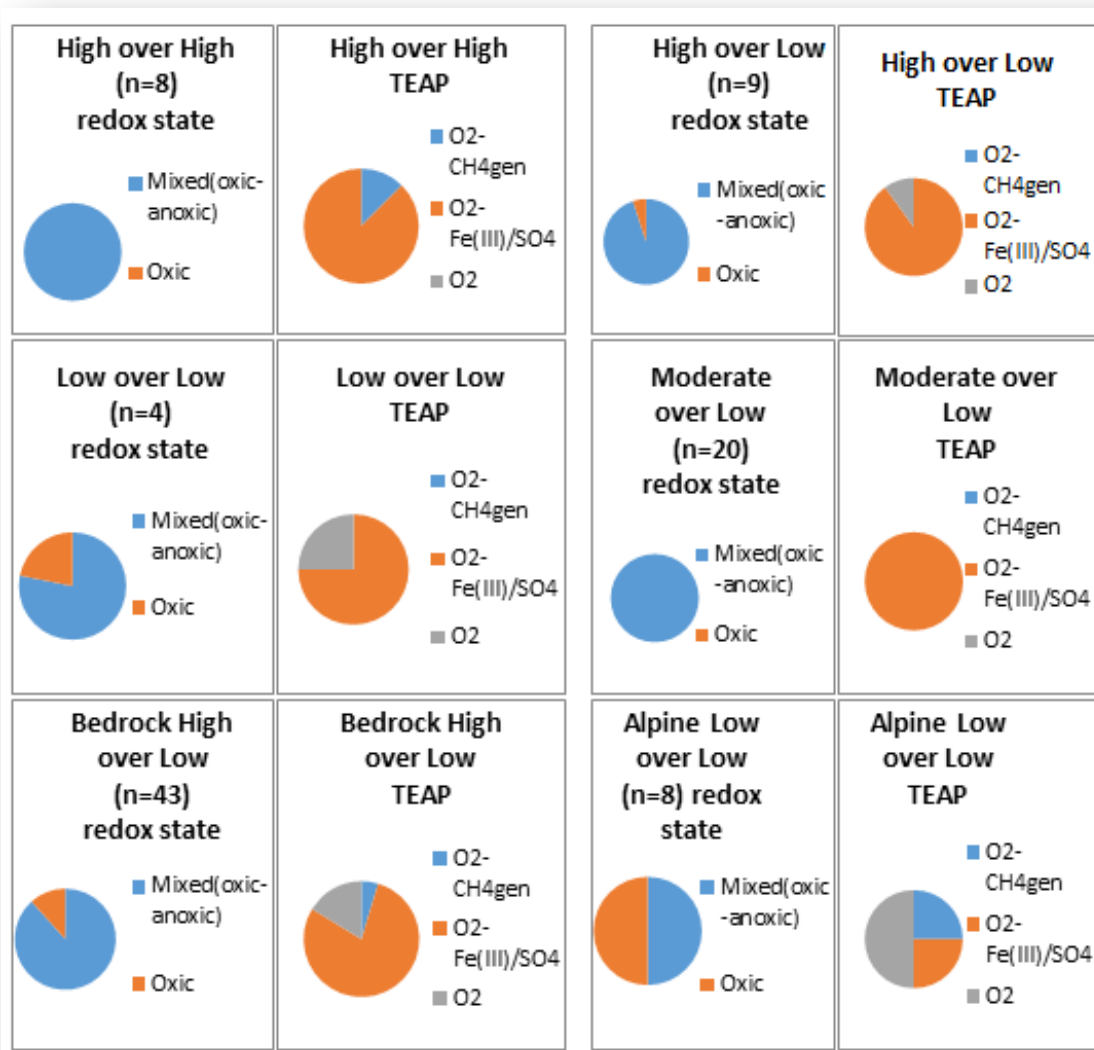 High over High
(n=8)
redox state
Mixed(oxic-
anoxic)
Oxic
High over High
TEAP
O2-
CH4gen
O2-
Fe(III)/SO4
O2
High over Low
(n=9)
redox state
Mixed(oxic
-anoxic)
Oxic
High over Low
TEAP
O2-
CH4gen
O2-
Fe(III)/SO4
O2
Low over Low
(n=4)
redox state
Mixed(oxic-
anoxic)
Oxic
Low over Low
TEAP
O2-
CH4gen
O2-
Fe(III)/SO4
O2
Moderate
over Low
(n=20)
redox state
Mixed(oxic
-anoxic)
Oxic
Moderate over
Low
TEAP
O2-
CH4gen
O2-
Fe(III)/SO4
O2
Bedrock High
over Low
(n=43)
redox state
Mixed(oxic-
anoxic)
Oxic
Bedrock High
over Low
TEAP
O2-
CH4gen
O2-
Fe(III)/SO4
O2
Alpine Low
over Low
(n=8) redox
state
Mixed(oxic
-anoxic)
Oxic
Alpine Low
over Low
TEAP
O2-
CH4gen
O2-
Fe(III)/SO4
O2